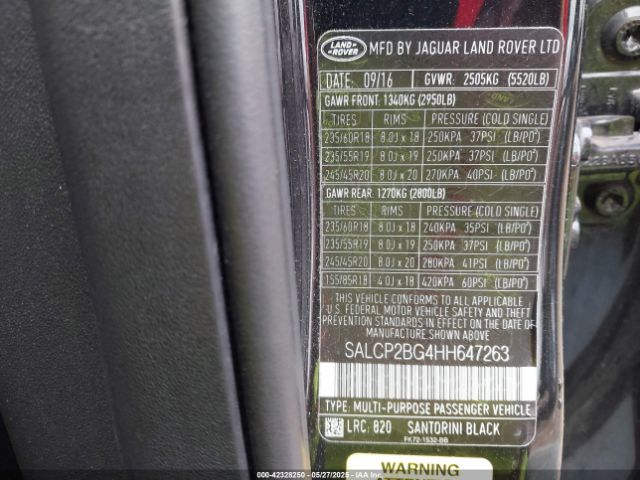 LAND ROVER MFD BY JAGUAR LAND ROVER LTD
DATE: 09/16 GVWR: 2505KG (5520LB)
GAWR FRONT: 1340KG (2950LB)
TIRES RIMS PRESSURE (COLD SINGLE)
235/60R18 8.0J x 18 250KPA 37PSI (LB/PO²)
235/55R19 8.0J x 19 250KPA 37PSI (LB/PO²)
245/45R20 8.0J x 20 270KPA 40PSI (LB/PO²)
GAWR REAR: 1270KG (2800LB)
TIRES RIMS PRESSURE (COLD SINGLE)
235/60R18 8.0J x 18 240KPA 35PSI (LB/PO²)
235/55R19 8.0J x 19 250KPA 37PSI (LB/PO²)
245/45R20 8.0J x 20 280KPA 41PSI (LB/PO²)
155/85R18 4.0J x 18 420KPA 60PSI (LB/PO²)
THIS VEHICLE CONFORMS TO ALL APPLICABLE
U.S. FEDERAL MOTOR VEHICLE SAFETY AND THEFT
PREVENTION STANDARDS IN EFFECT ON THE DATE OF
MANUFACTURE SHOWN ABOVE
SALCP2BG4HH647263
TYPE: MULTI-PURPOSE PASSENGER VEHICLE
LRC: 820 SANTORINI BLACK
FK72-1532-BB
WARNING
000-42328250 - 05/27/2025 - IAAI.COM